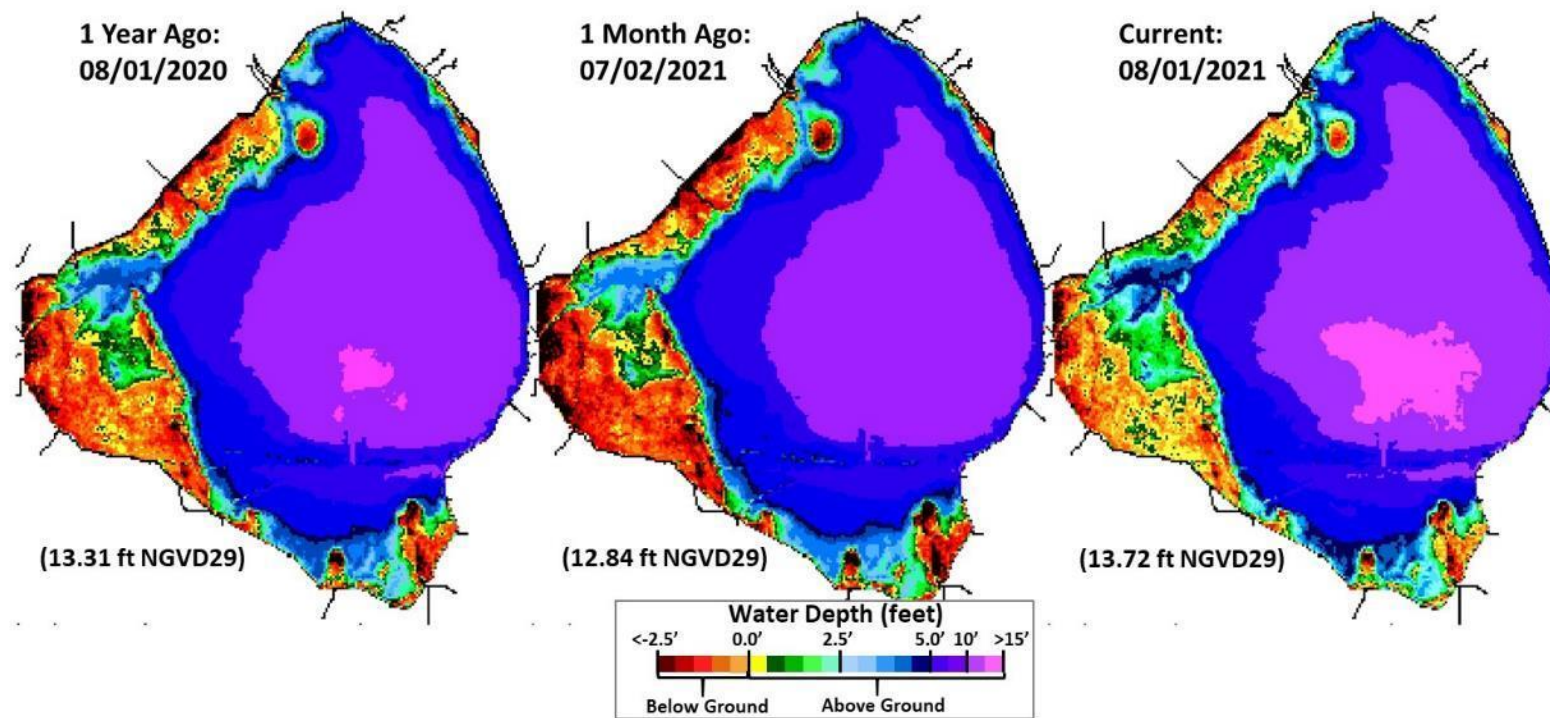 1 Year Ago:
08/01/2020
1 Month Ago:
07/02/2021
Current:
08/01/2021
(13.31 ft NGVD29)
(12.84 ft NGVD29)
(13.72 ft NGVD29)
Water Depth (feet)
<-2.5’ 0.0’ 2.5’ 5.0’ 10’ >15’
Below Ground Above Ground